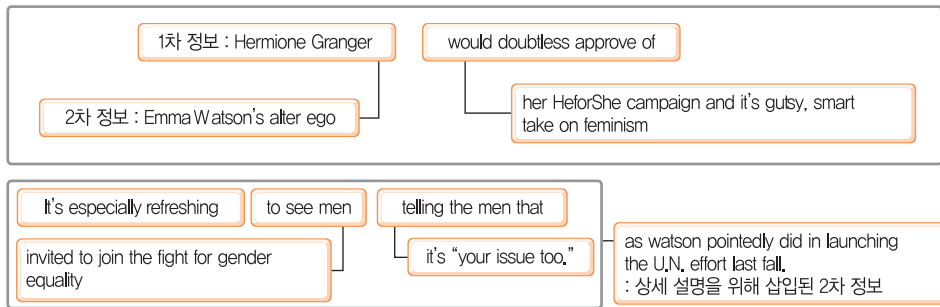 1차 정보 : Hermione Granger
would doubtless approve of
2차 정보 : Emma Watson's alter ego
her HeforShe campaign and it's gutsy, smart
take on feminism
It's especially refreshing
to see men
telling the men that
invited to join the fight for gender
equality
it's “your issue too.”
as watson pointedly did in launching
the U.N. effort last fall.
: 상세 설명을 위해 삽입된 2차 정보